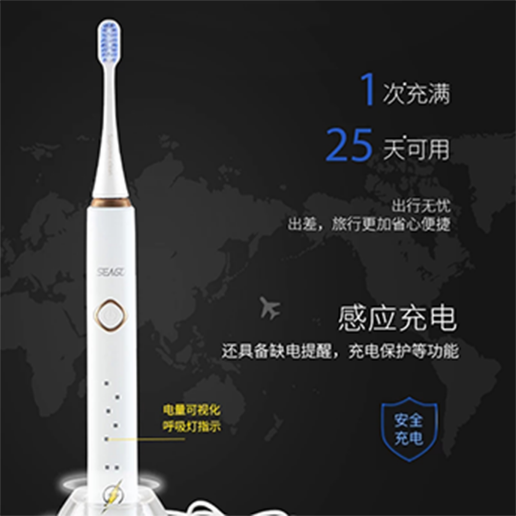 1次充满
25天可用
出行无忧
出差，旅行更加省心便捷
感应充电
还具备缺电提醒，充电保护等功能
电量可视化
呼吸灯指示
安全
充电